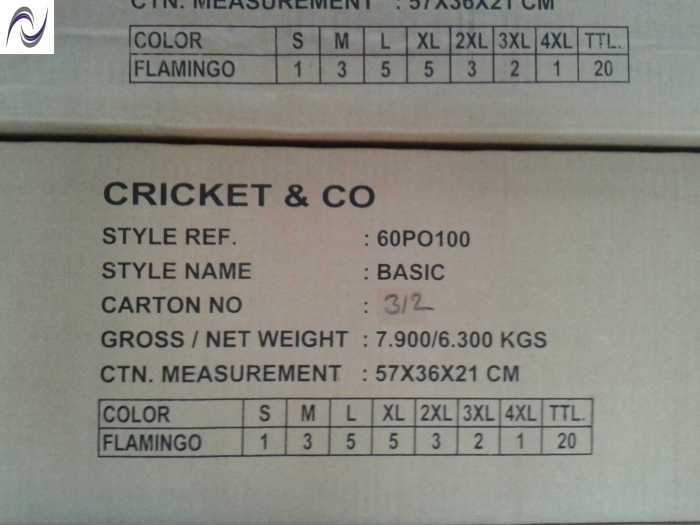 CTN. MEASUREMENT : 57X36X21 CM
COLOR S M L XL 2XL 3XL 4XL TTL.
FLAMINGO 1 3 5 5 3 2 1 20
CRICKET & CO
STYLE REF. : 60PO100
STYLE NAME : BASIC
CARTON NO : 312
GROSS / NET WEIGHT : 7.900/6.300 KGS
CTN. MEASUREMENT : 57X36X21 CM
COLOR S M L XL 2XL 3XL 4XL TTL.
FLAMINGO 1 3 5 5 3 2 1 20